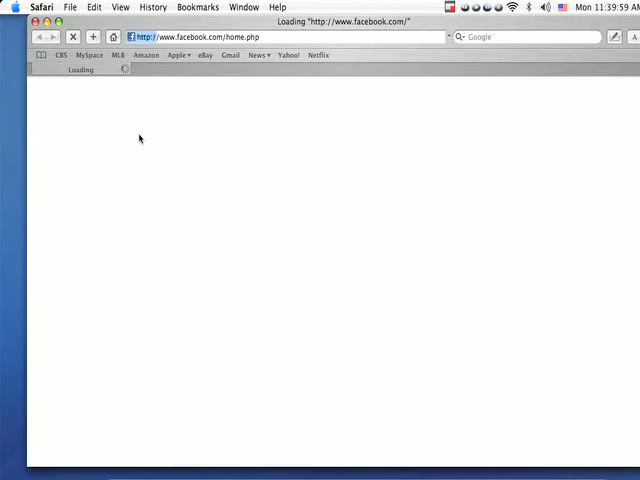 Safari File Edit View History Bookmarks Window Help Mon 11:39:59 AM
Loading "http://www.facebook.com/"
http://www.facebook.com/home.php Google A
CBS MySpace MLB Amazon Apple eBay Gmail News Yahoo! Netflix
Loading